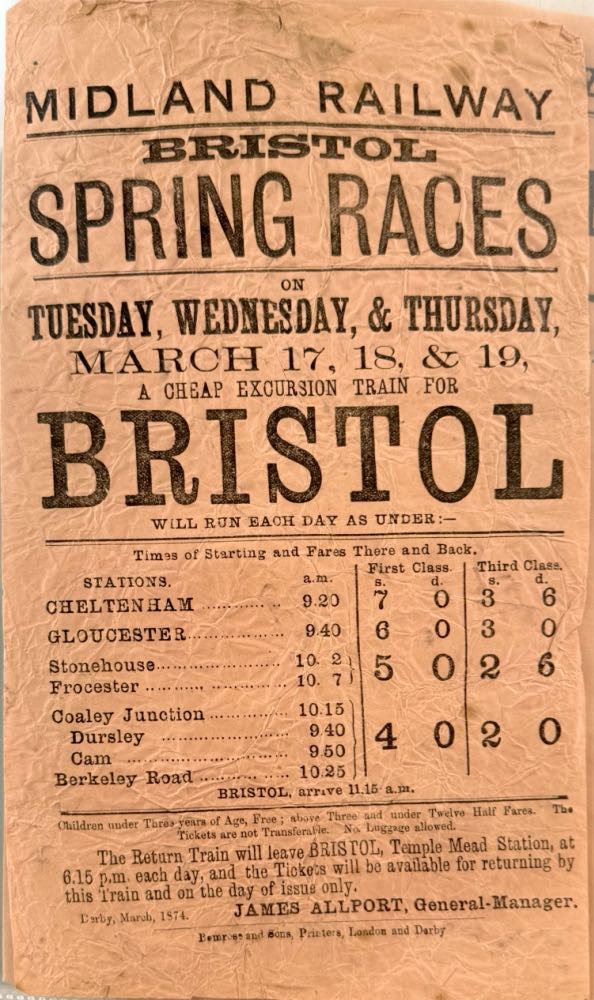 MIDLAND RAILWAY
BRISTOL
SPRING RACES
ON
TUESDAY, WEDNESDAY, & THURSDAY,
MARCH 17, 18, & 19,
A CHEAP EXCURSION TRAIN FOR
BRISTOL
WILL RUN EACH DAY AS UNDER:—
Times of Starting and Fares There and Back.
First Class. Third Class.
STATIONS. a.m. s. d. s. d.
CHELTENHAM ............ 9.20 7 0 3 6
GLOUCESTER................ 9.40 6 0 3 0
Stonehouse.................... 10. 2
Frocester ...................... 10. 7
5 0 2 6
Coaley Junction ............... 10.15
Dursley .................. 9.40
Cam ...................... 9.50
Berkeley Road ............... 10.25
4 0 2 0
BRISTOL, arrive 11.15 a.m.
Children under Three years of Age, Free; above Three and under Twelve Half Fares. The
Tickets are not Transferable. No Luggage allowed.
The Return Train will leave BRISTOL, Temple Mead Station, at
6.15 p.m. each day, and the Tickets will be available for returning by
this Train and on the day of issue only.
Derby, March, 1874. JAMES ALLPORT, General-Manager.
Bemrose and Sons, Printers, London and Derby